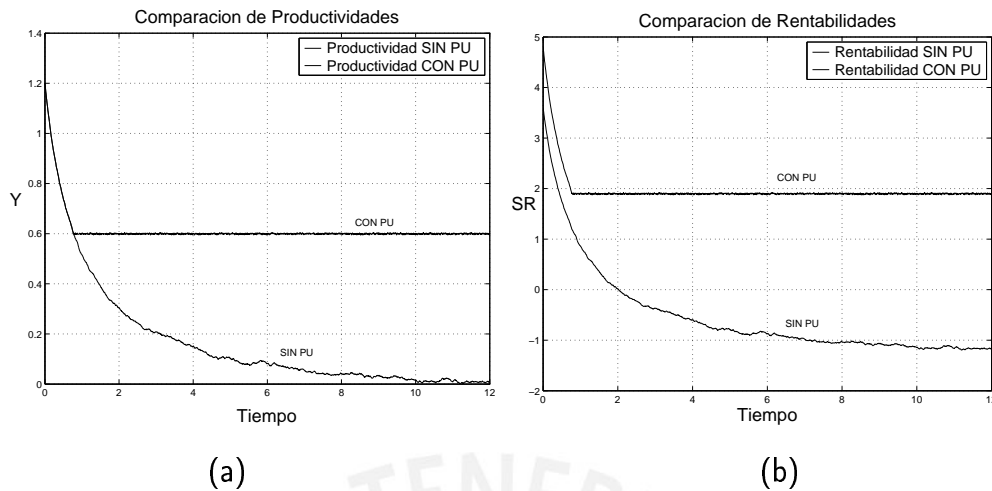 Comparacion de Productividades
1.4
1.2
1
0.8
0.6
0.4
0.2
0
Y
Productividad SIN PU
Productividad CON PU
CON PU
SIN PU
0 2 4 6 8 10 12
Tiempo
(a)
Comparacion de Rentabilidades
5
4
3
2
1
0
−1
−2
SR
Rentabilidad SIN PU
Rentabilidad CON PU
CON PU
SIN PU
0 2 4 6 8 10 12
Tiempo
(b)
TENEB